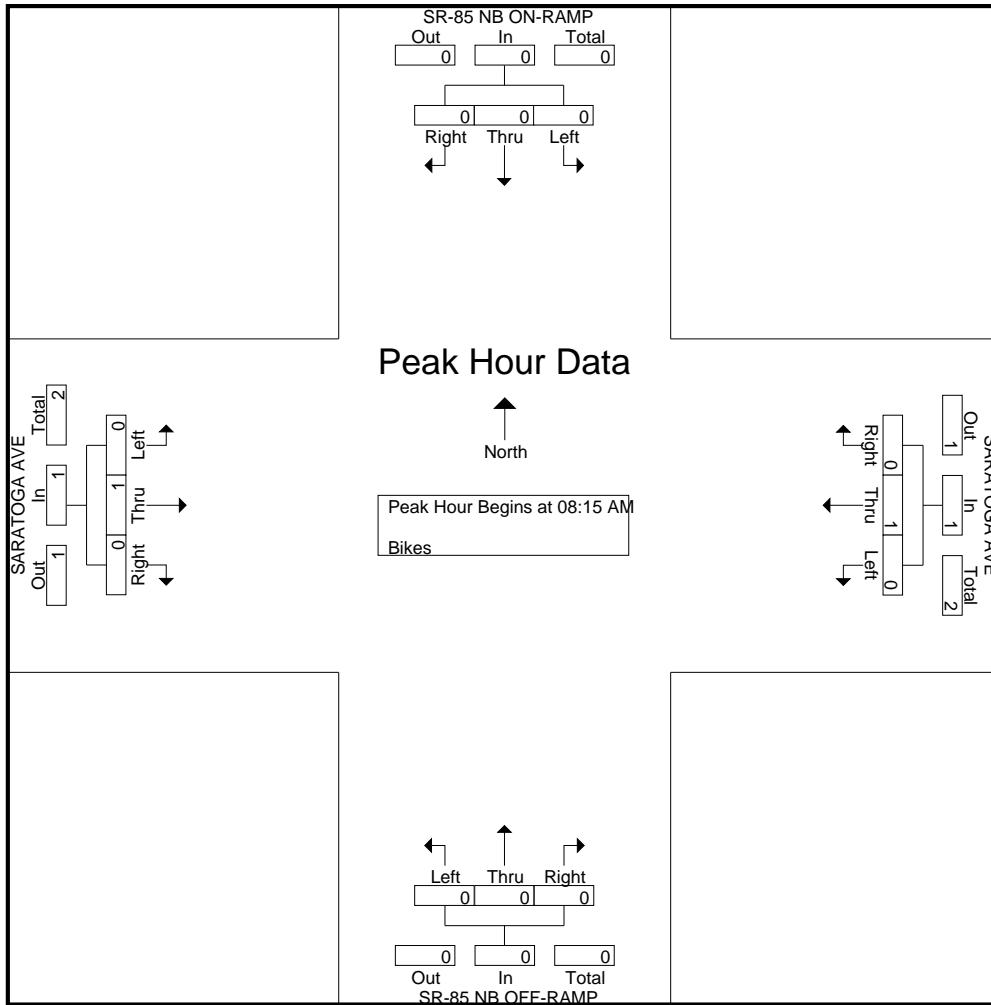 SR-85 NB ON-RAMP
Out In Total
0 0 0
0 0 0
Right Thru Left
Peak Hour Data
North
Peak Hour Begins at 08:15 AM
Bikes
SARATOGA AVE
Out In Total
1 1 2
Right Thru Left
0 1 0
SARATOGA AVE
Total In Out
2 1 1
Left Thru Right
0 1 0
Left Thru Right
0 0 0
0 0 0
Out In Total
SR-85 NB OFF-RAMP